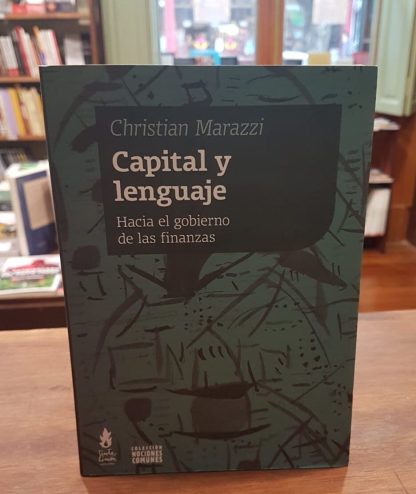 Christian Marazzi
Capital y
lenguaje
Hacia el gobierno
de las finanzas
COLECCIÓN
NOCIONES
COMUNES